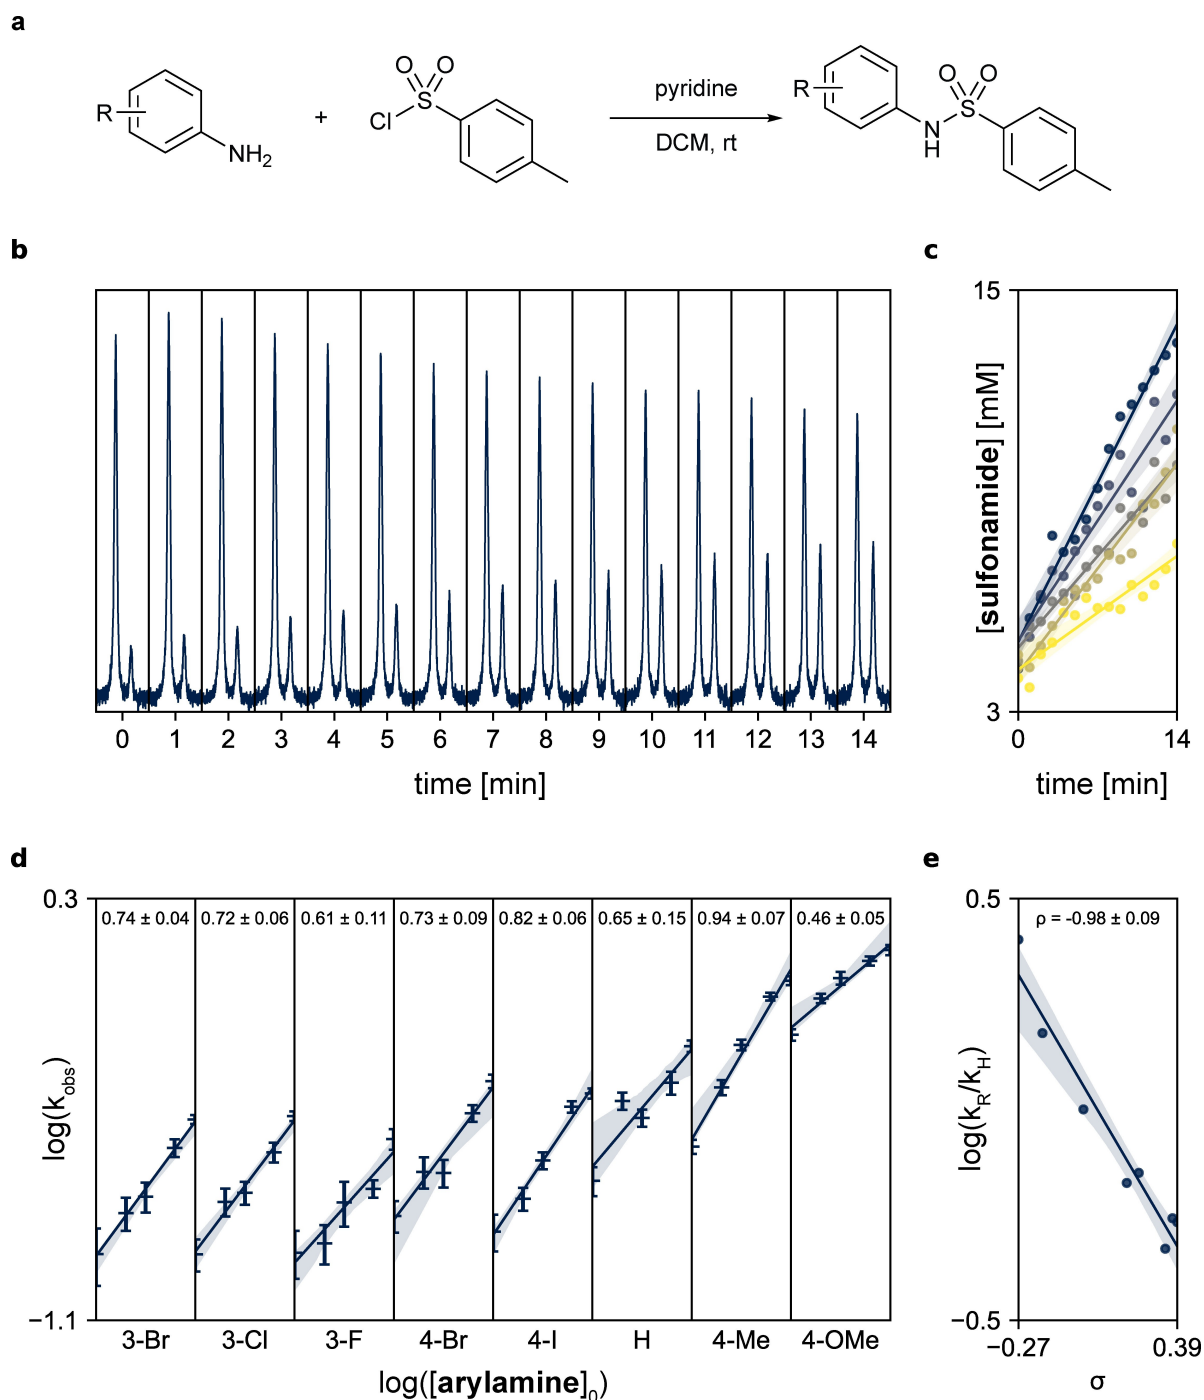 a
R
NH2
+
Cl
S
O O
pyridine
DCM, rt
R
N
H
S
O O
b
0 1 2 3 4 5 6 7 8 9 10 11 12 13 14
time [min]
c
15
3
[sulfonamide] [mM]
0 14
time [min]
d
0.3
−1.1
log(kobs)
0.74 ± 0.04 0.72 ± 0.06 0.61 ± 0.11 0.73 ± 0.09 0.82 ± 0.06 0.65 ± 0.15 0.94 ± 0.07 0.46 ± 0.05
3-Br 3-Cl 3-F 4-Br 4-I H 4-Me 4-OMe
log([arylamine]0)
e
0.5
−0.5
log(kR/kH)
ρ = -0.98 ± 0.09
−0.27 0.39
σ